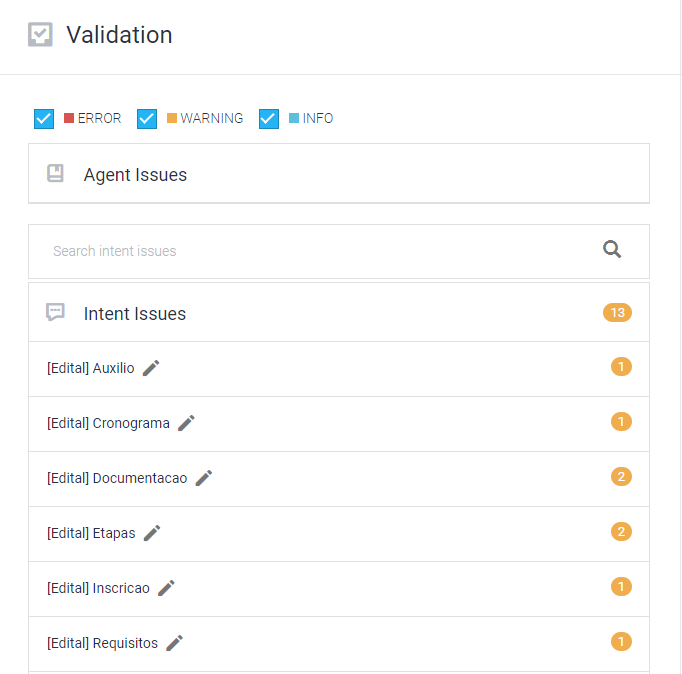 Validation
ERROR WARNING INFO
Agent Issues
Search intent issues
Intent Issues 13
[Edital] Auxilio 1
[Edital] Cronograma 1
[Edital] Documentacao 2
[Edital] Etapas 2
[Edital] Inscricao 1
[Edital] Requisitos 1